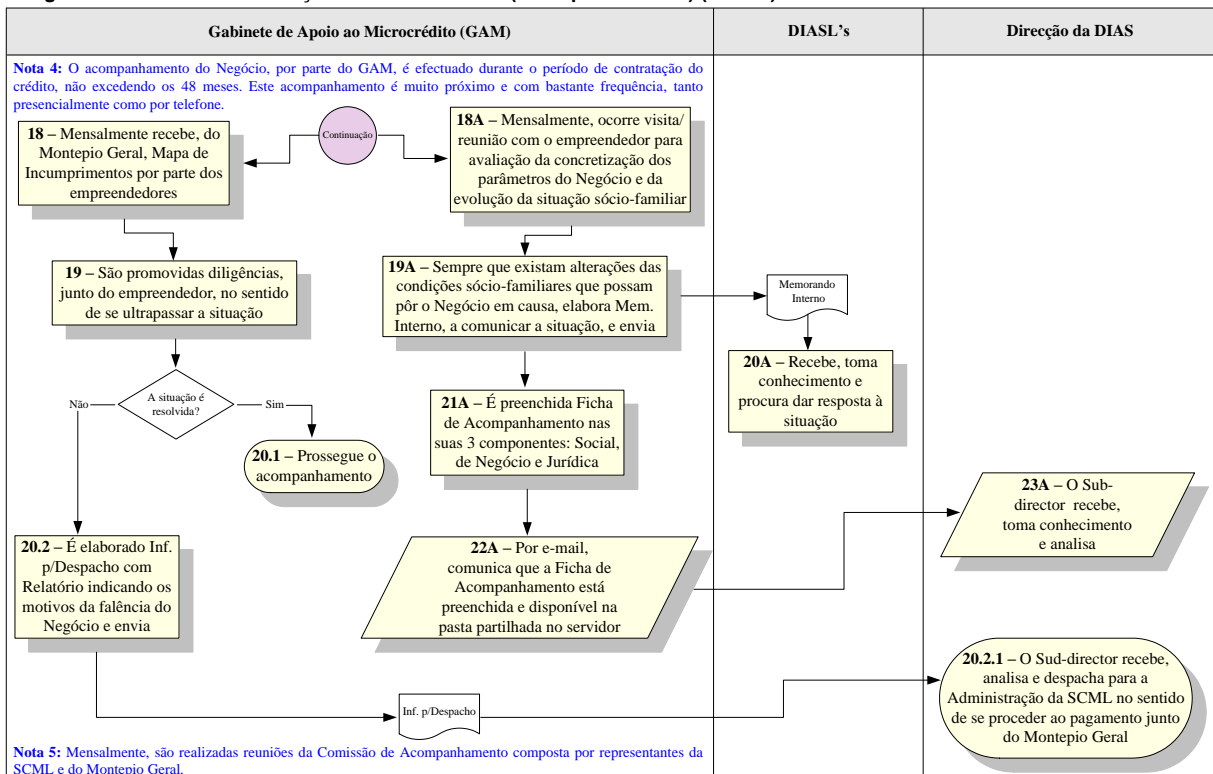 Gabinete de Apoio ao Microcrédito (GAM)
DIASL's
Direcção da DIAS
Nota 4: O acompanhamento do Negócio, por parte do GAM, é efectuado durante o período de contratação do
crédito, não excedendo os 48 meses. Este acompanhamento é muito próximo e com bastante frequência, tanto
presencialmente como por telefone.
18 – Mensalmente recebe, do
Montepio Geral, Mapa de
Incumprimentos por parte dos
empreendedores
Continuação
18A – Mensalmente, ocorre visita/
reunião com o empreendedor para
avaliação da concretização dos
parâmetros do Negócio e da
evolução da situação sócio-familiar
19 – São promovidas diligências,
junto do empreendedor, no sentido
de se ultrapassar a situação
19A – Sempre que existam alterações das
condições sócio-familiares que possam
pôr o Negócio em causa, elabora Mem.
Interno, a comunicar a situação, e envia
Memorando
Interno
20A – Recebe, toma
conhecimento e
procura dar resposta à
situação
A situação é
resolvida?
Não
Sim
20.1 – Prossegue o
acompanhamento
21A – É preenchida Ficha
de Acompanhamento nas
suas 3 componentes: Social,
de Negócio e Jurídica
23A – O Sub-
director recebe,
toma conhecimento
e analisa
20.2 – É elaborado Inf.
p/Despacho com
Relatório indicando os
motivos da falência do
Negócio e envia
22A – Por e-mail,
comunica que a Ficha de
Acompanhamento está
preenchida e disponível na
pasta partilhada no servidor
20.2.1 – O Sud-director recebe,
analisa e despacha para a
Administração da SCML no sentido
de se proceder ao pagamento junto
do Montepio Geral
Inf. p/Despacho
Nota 5: Mensalmente, são realizadas reuniões da Comissão de Acompanhamento composta por representantes da
SCML e do Montepio Geral.